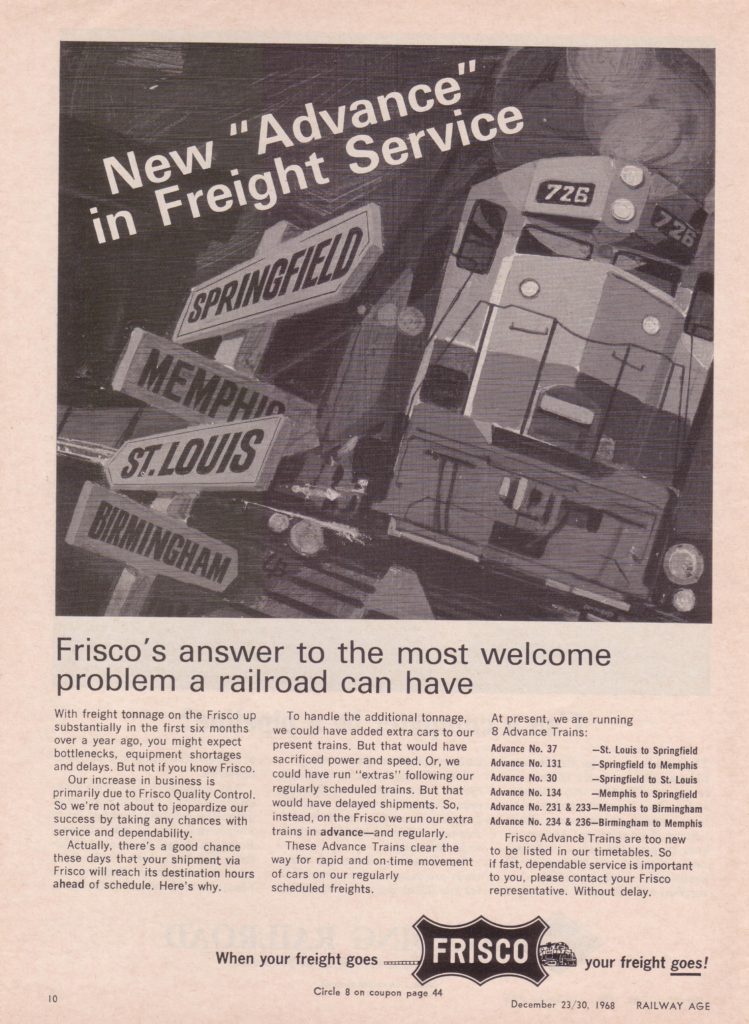 New "Advance"
in Freight Service
726
726
SPRINGFIELD
MEMPHIS
ST. LOUIS
BIRMINGHAM
Frisco's answer to the most welcome
problem a railroad can have
With freight tonnage on the Frisco up
substantially in the first six months
over a year ago, you might expect
bottlenecks, equipment shortages
and delays. But not if you know Frisco.
Our increase in business is
primarily due to Frisco Quality Control.
So we're not about to jeopardize our
success by taking any chances with
service and dependability.
Actually, there's a good chance
these days that your shipment via
Frisco will reach its destination hours
ahead of schedule. Here's why.
To handle the additional tonnage,
we could have added extra cars to our
present trains. But that would have
sacrificed power and speed. Or, we
could have run "extras" following our
regularly scheduled trains. But that
would have delayed shipments. So,
instead, on the Frisco we run our extra
trains in advance—and regularly.
These Advance Trains clear the
way for rapid and on-time movement
of cars on our regularly
scheduled freights.
At present, we are running
8 Advance Trains:
Advance No. 37 —St. Louis to Springfield
Advance No. 131 —Springfield to Memphis
Advance No. 30 —Springfield to St. Louis
Advance No. 134 —Memphis to Springfield
Advance No. 231 & 233—Memphis to Birmingham
Advance No. 234 & 236—Birmingham to Memphis
Frisco Advance Trains are too new
to be listed in our timetables. So
if fast, dependable service is important
to you, please contact your Frisco
representative. Without delay.
When your freight goes FRISCO your freight goes!
Circle 8 on coupon page 44
10 December 23/30, 1968 RAILWAY AGE